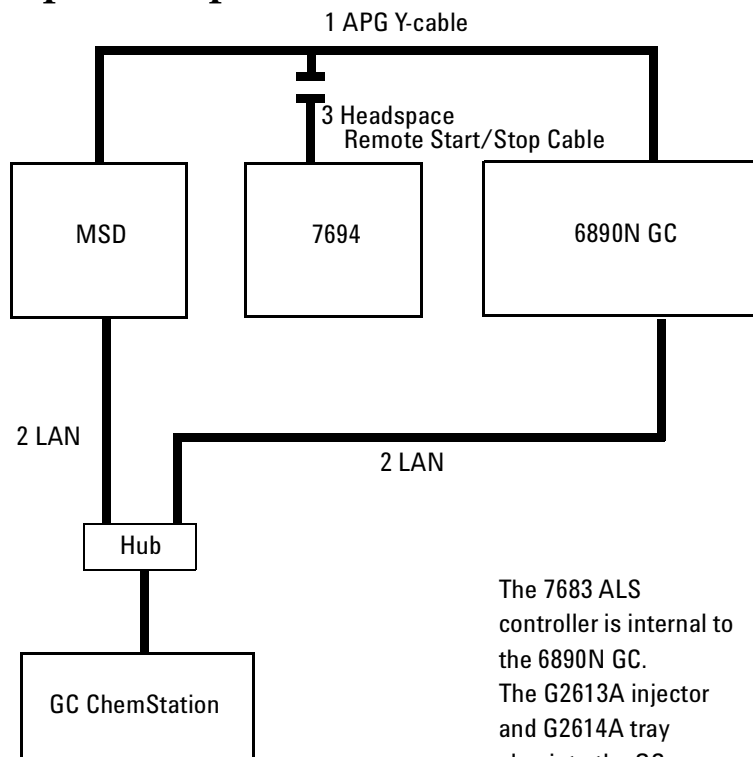 1 APG Y-cable
3 Headspace
Remote Start/Stop Cable
MSD
7694
6890N GC
2 LAN
2 LAN
Hub
The 7683 ALS
controller is internal to
the 6890N GC.
The G2613A injector
and G2614A tray
GC ChemStation